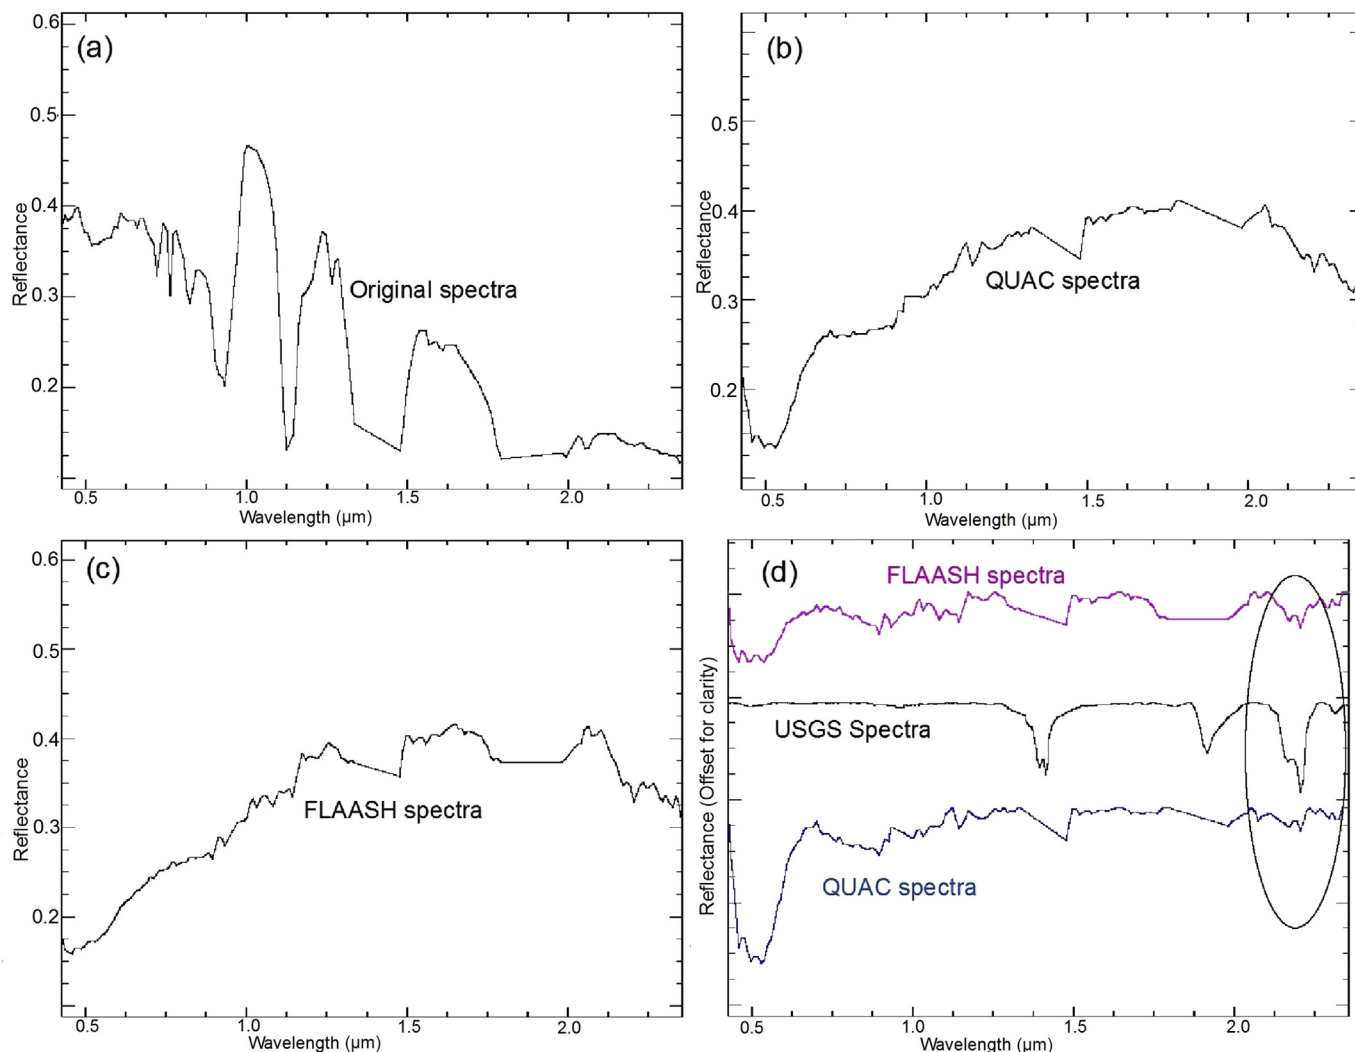 (a)
0.6
0.5
0.4
0.3
0.2
Reflectance
Original spectra
0.5 1.0 1.5 2.0
Wavelength (μm)
(b)
0.5
0.4
0.3
0.2
Reflectance
QUAC spectra
0.5 1.0 1.5 2.0
Wavelength (μm)
(c)
0.6
0.5
0.4
0.3
0.2
Reflectance
FLAASH spectra
0.5 1.0 1.5 2.0
Wavelength (μm)
(d)
FLAASH spectra
USGS Spectra
QUAC spectra
Reflectance (Offset for clarity)
0.5 1.0 1.5 2.0
Wavelength (μm)